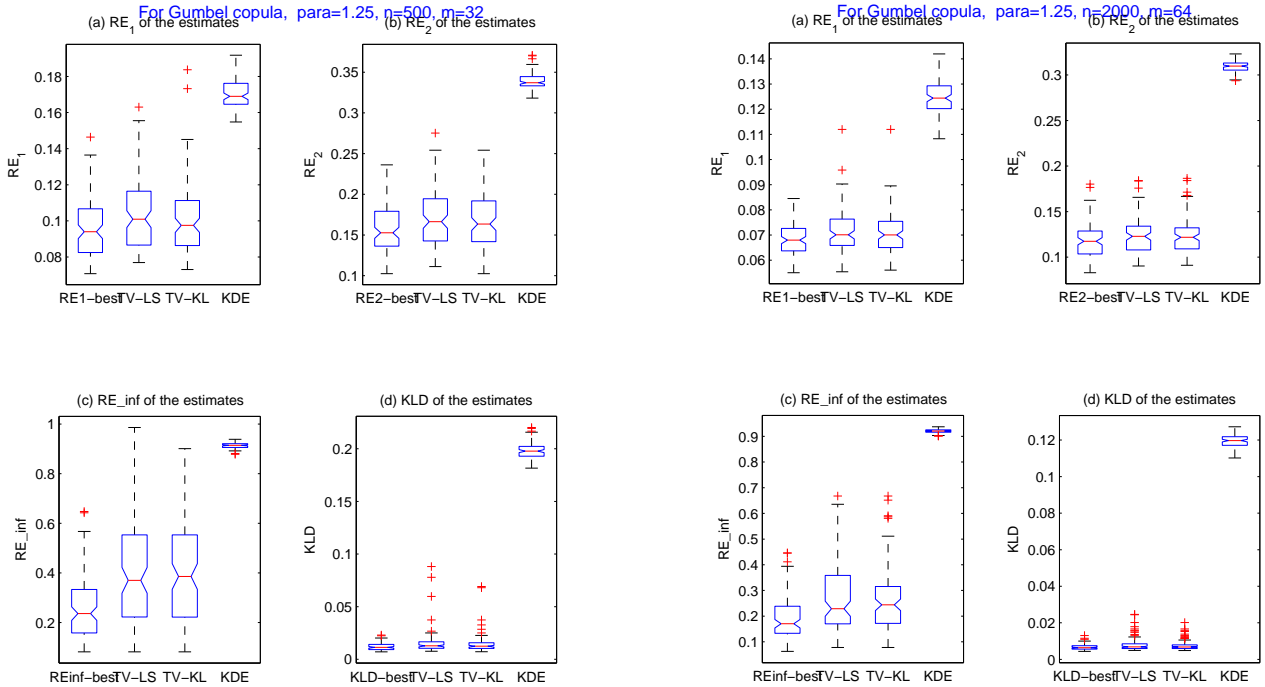 For Gumbel copula, para=1.25, n=500, m=32
(a) RE1 of the estimates
(b) RE2 of the estimates
0.18
0.16
0.14
0.12
0.1
0.08
RE1
RE1−best
TV−LS
TV−KL
KDE
0.35
0.3
0.25
0.2
0.15
0.1
RE2
RE2−best
TV−LS
TV−KL
KDE
(c) RE_inf of the estimates
1
0.8
0.6
0.4
0.2
RE_inf
REinf−best
TV−LS
TV−KL
KDE
(d) KLD of the estimates
0.2
0.15
0.1
0.05
0
KLD
KLD−best
TV−LS
TV−KL
KDE
For Gumbel copula, para=1.25, n=2000, m=64
(a) RE1 of the estimates
(b) RE2 of the estimates
0.14
0.13
0.12
0.11
0.1
0.09
0.08
0.07
0.06
RE1
RE1−best
TV−LS
TV−KL
KDE
0.3
0.25
0.2
0.15
0.1
RE2
RE2−best
TV−LS
TV−KL
KDE
(c) RE_inf of the estimates
0.9
0.8
0.7
0.6
0.5
0.4
0.3
0.2
0.1
RE_inf
REinf−best
TV−LS
TV−KL
KDE
(d) KLD of the estimates
0.12
0.1
0.08
0.06
0.04
0.02
0
KLD
KLD−best
TV−LS
TV−KL
KDE